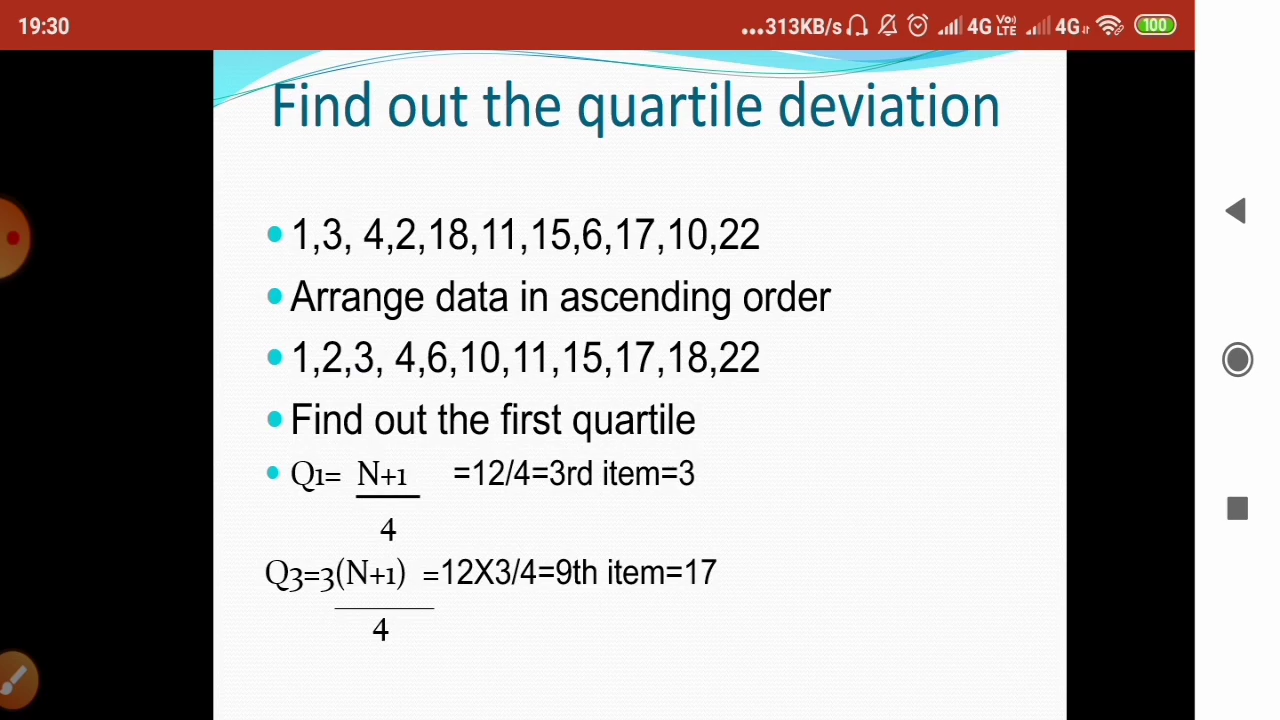 19:30
...313KB/s 4G Vo) LTE 4G 100
Find out the quartile deviation
1,3, 4,2,18,11,15,6,17,10,22
Arrange data in ascending order
1,2,3, 4,6,10,11,15,17,18,22
Find out the first quartile
Q1= N+1 =12/4=3rd item=3
4
Q3=3(N+1) =12X3/4=9th item=17
4